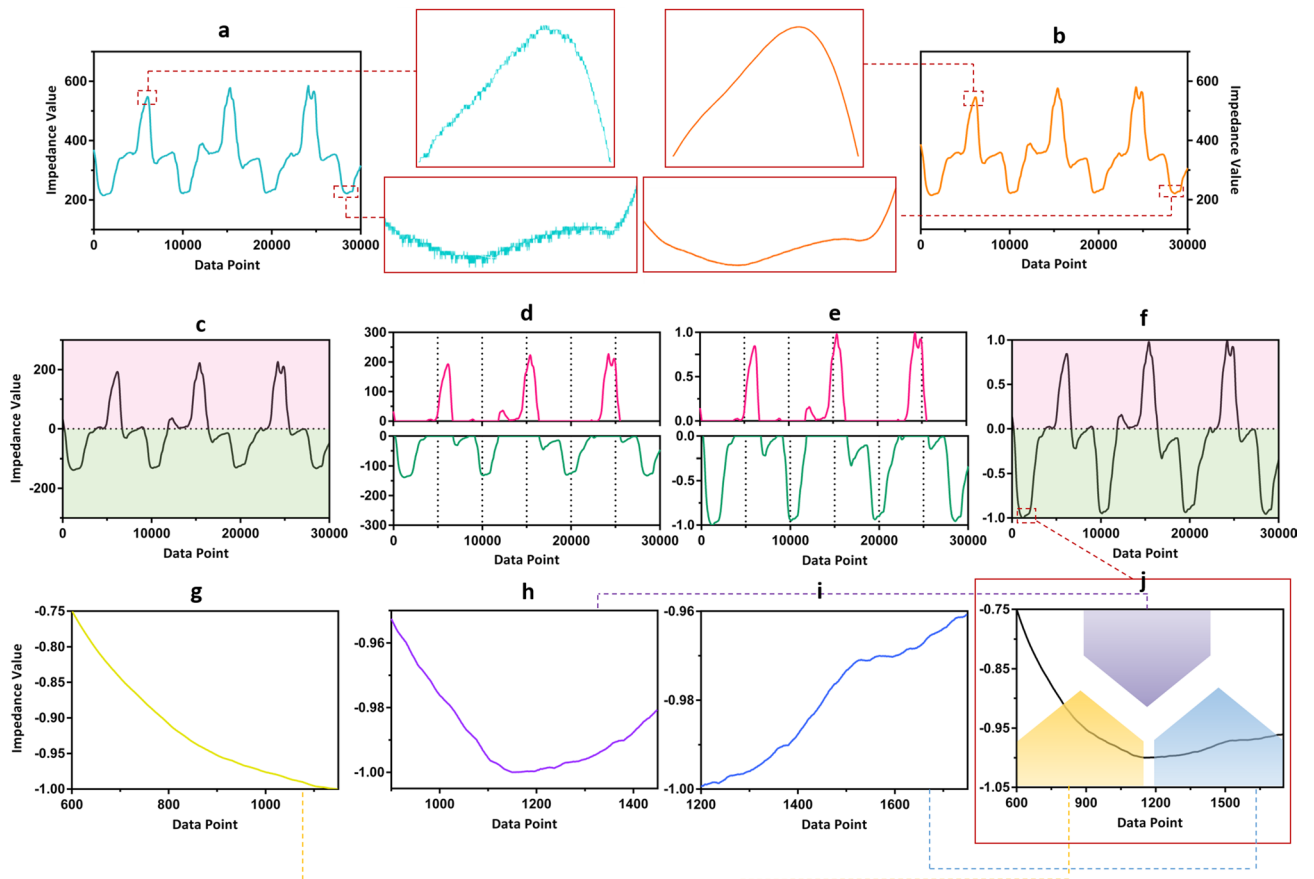 a
b
600
400
200
Impedance Value
0 10000 20000 30000
Data Point
600
400
200
Impedance Value
0 10000 20000 30000
Data Point
c
d
e
f
200
0
-200
Impedance Value
0 10000 20000 30000
Data Point
300
200
100
0
0
-100
-200
-300
0 10000 20000 30000
Data Point
1.0
0.5
0.0
0.0
-0.5
-1.0
0 10000 20000 30000
Data Point
1.0
0.5
0.0
-0.5
-1.0
0 10000 20000 30000
Data Point
g
h
i
j
-0.75
-0.80
-0.85
-0.90
-0.95
-1.00
Impedance Value
600 800 1000
Data Point
-0.96
-0.98
-1.00
1000 1200 1400
Data Point
-0.96
-0.98
-1.00
1200 1400 1600
Data Point
-0.75
-0.85
-0.95
-1.05
600 900 1200 1500
Data Point